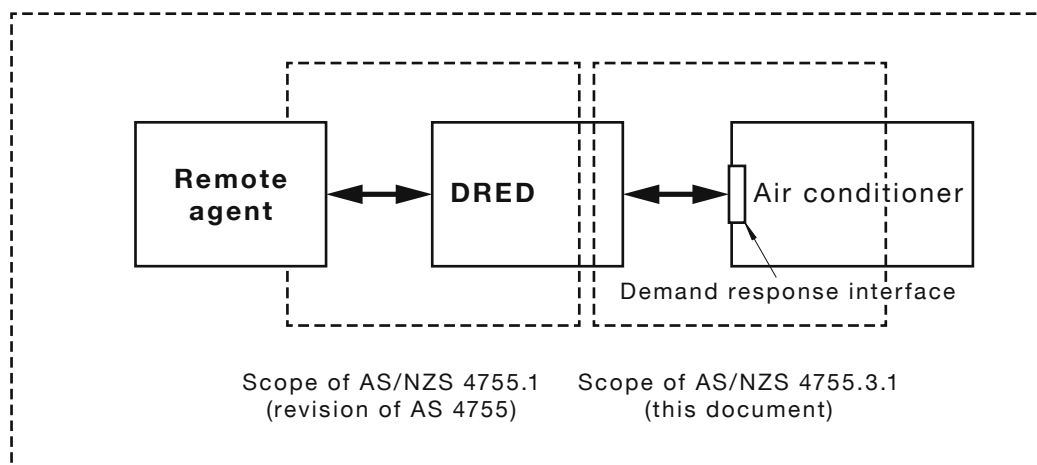 Remote
agent
DRED
Air conditioner
Demand response interface
Scope of AS/NZS 4755.1
(revision of AS 4755)
Scope of AS/NZS 4755.3.1
(this document)